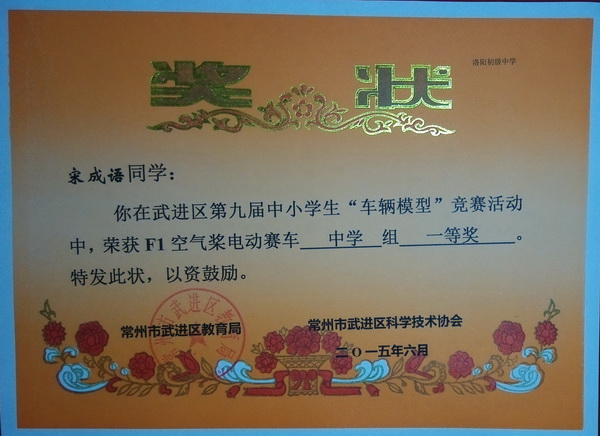 洛阳初级中学
奖 状
宋成语同学：
你在武进区第九届中小学生“车辆模型”竞赛活动
中，荣获 F1 空气桨电动赛车 中学 组 一等奖 。
特发此状，以资鼓励。
常州市武进区教育局 常州市武进区科学技术协会
二〇一五年六月